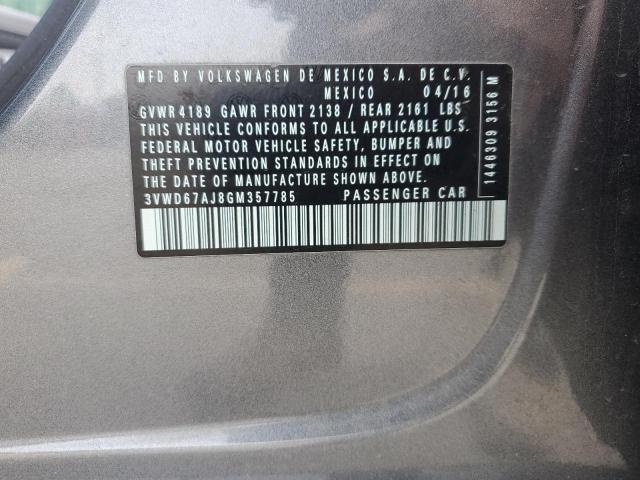 MFD BY VOLKSWAGEN DE MEXICO S.A. DE C.V.
MEXICO 04/16
GVWR 4189 GAWR FRONT 2138 / REAR 2161 LBS
THIS VEHICLE CONFORMS TO ALL APPLICABLE U.S.
FEDERAL MOTOR VEHICLE SAFETY, BUMPER AND
THEFT PREVENTION STANDARDS IN EFFECT ON
THE DATE OF MANUFACTURE SHOWN ABOVE.
3VWD67AJ8GM357785 PASSENGER CAR
1446309 3156 M